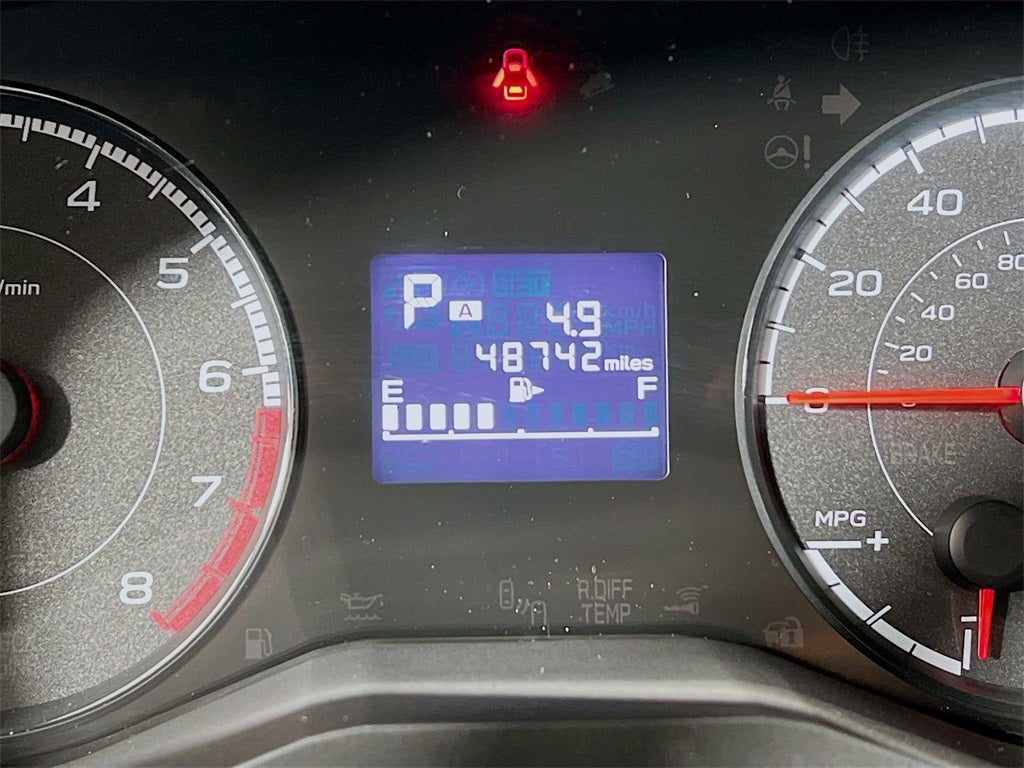 4
5
6
7
8
/min
SET
P A 4.9
km/h
MPH
48742 miles
E F
40
20
0
80
60
40
20
BRAKE
MPG
+
-
R.DIFF
TEMP